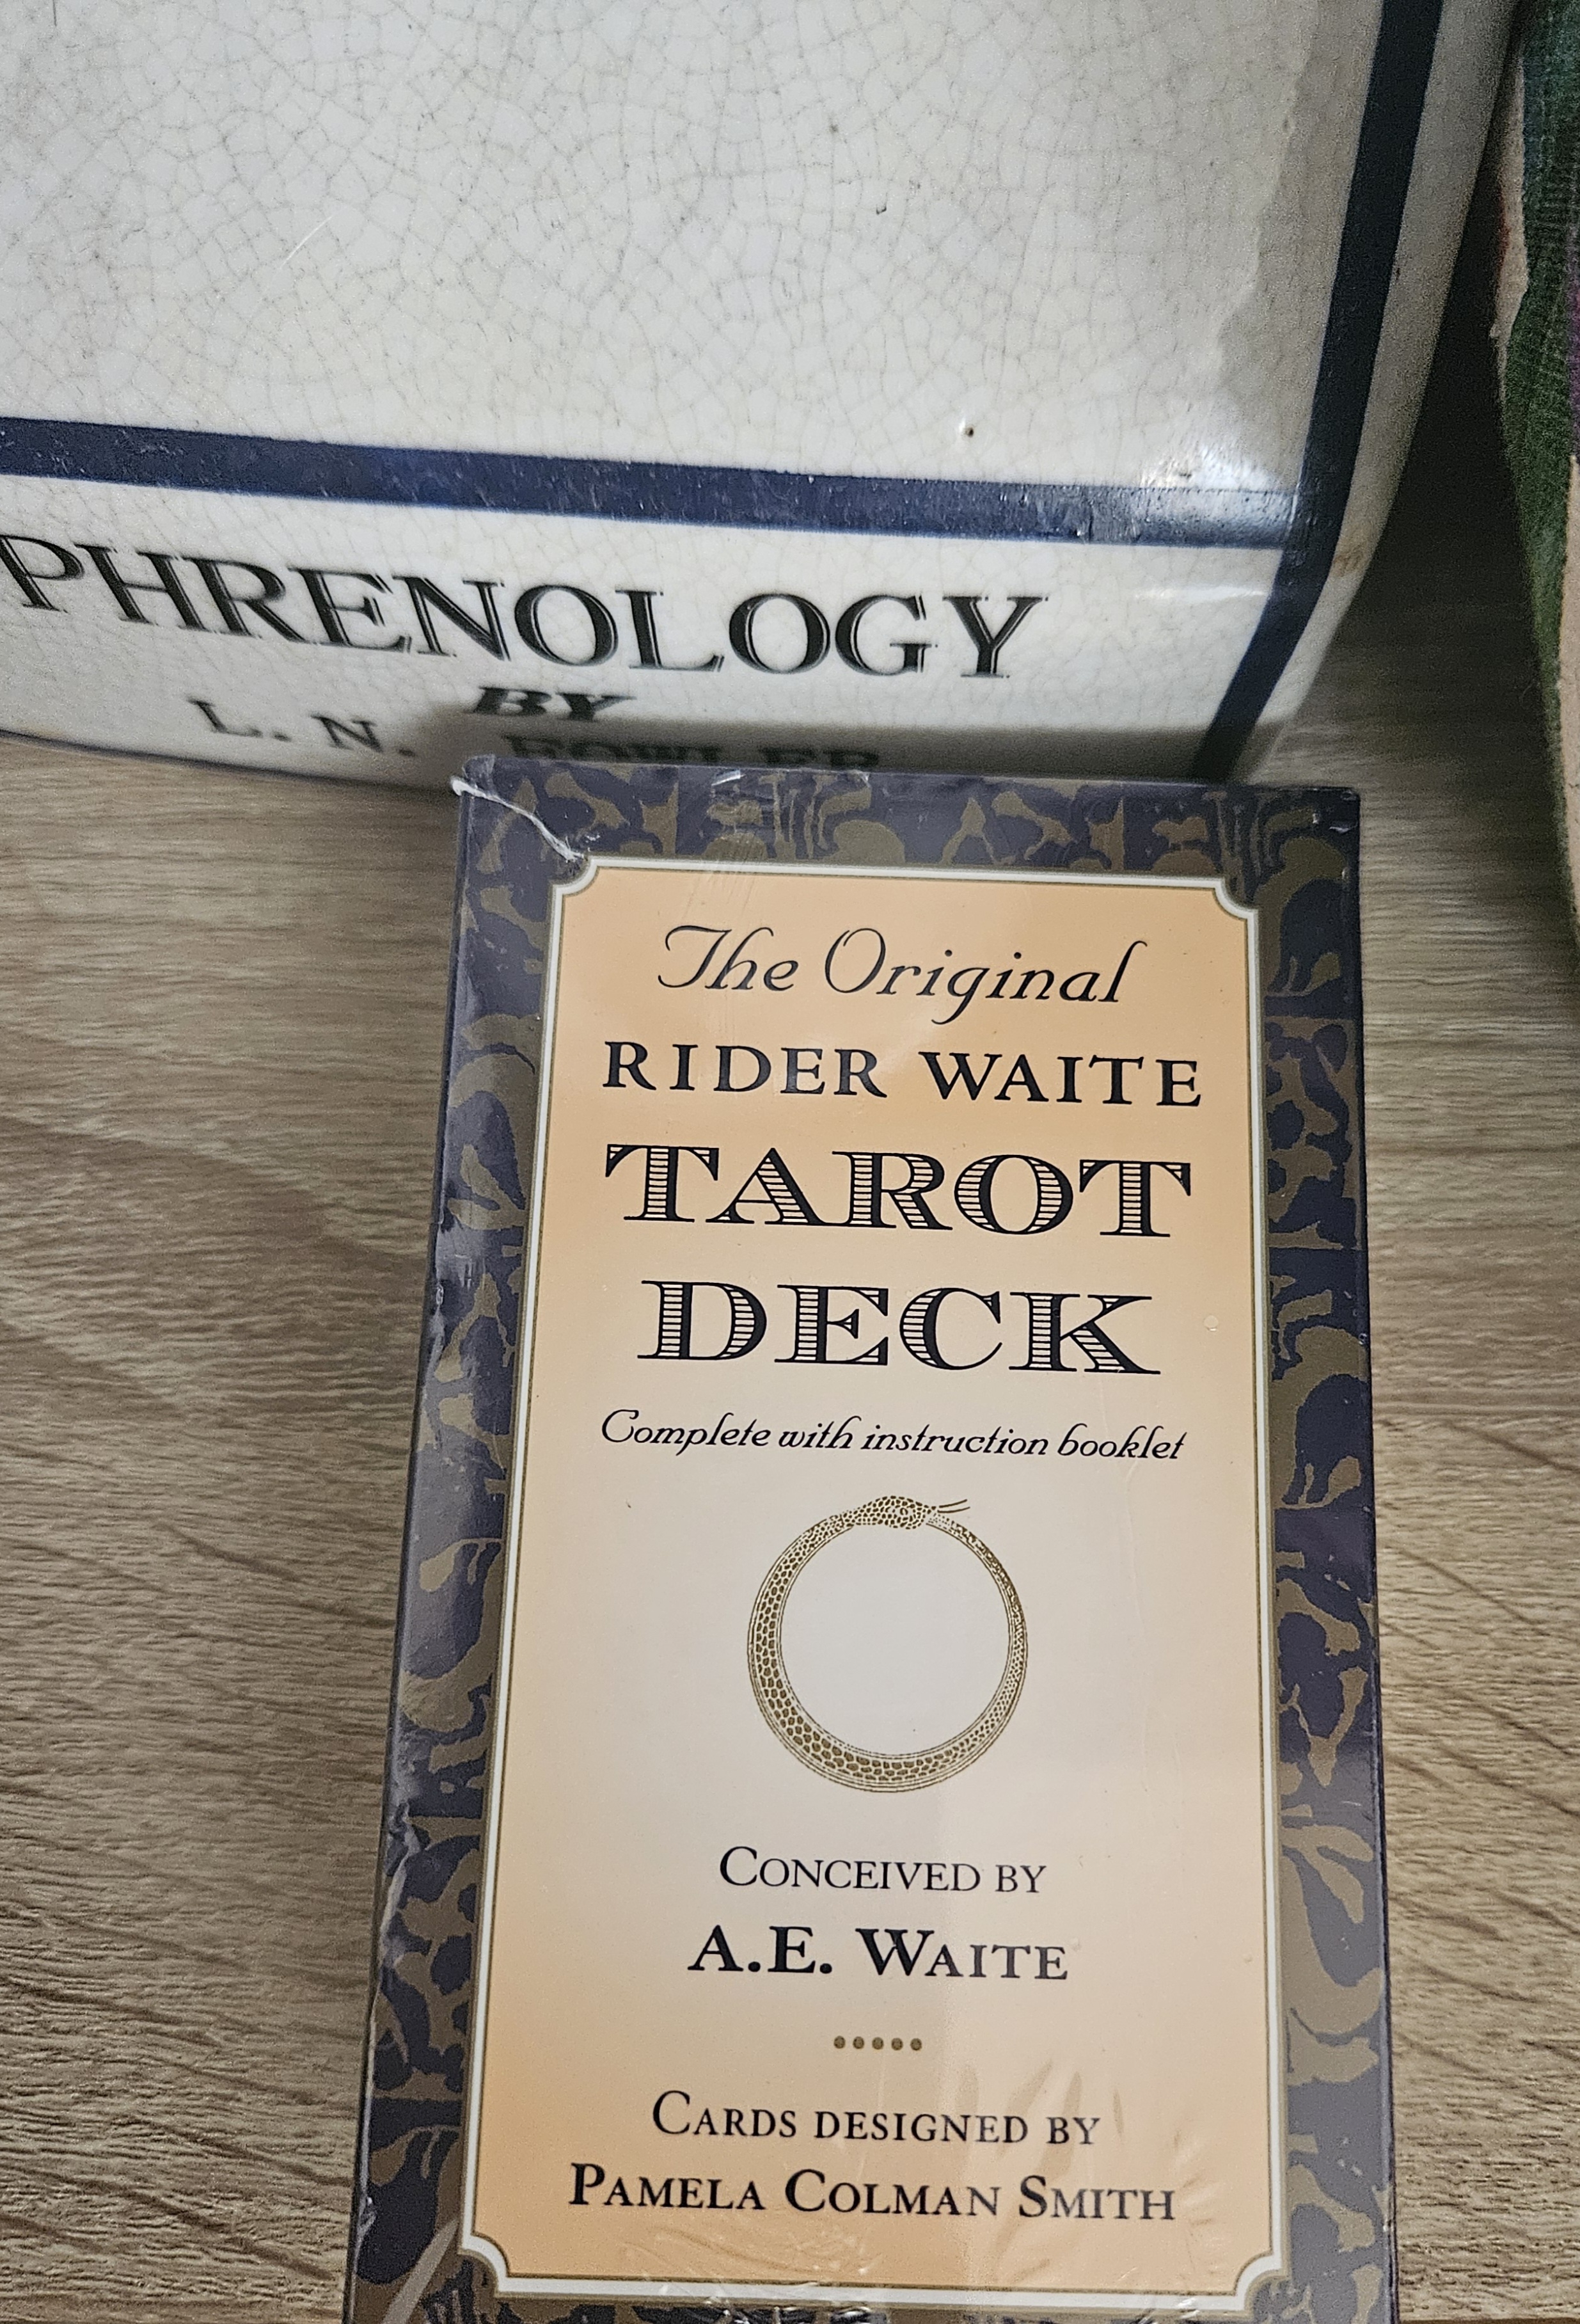 PHRENOLOGY
BY
L. N. FOWLER
The Original
RIDER WAITE
TAROT
DECK
Complete with instruction booklet
CONCEIVED BY
A.E. WAITE
CARDS DESIGNED BY
PAMELA COLMAN SMITH